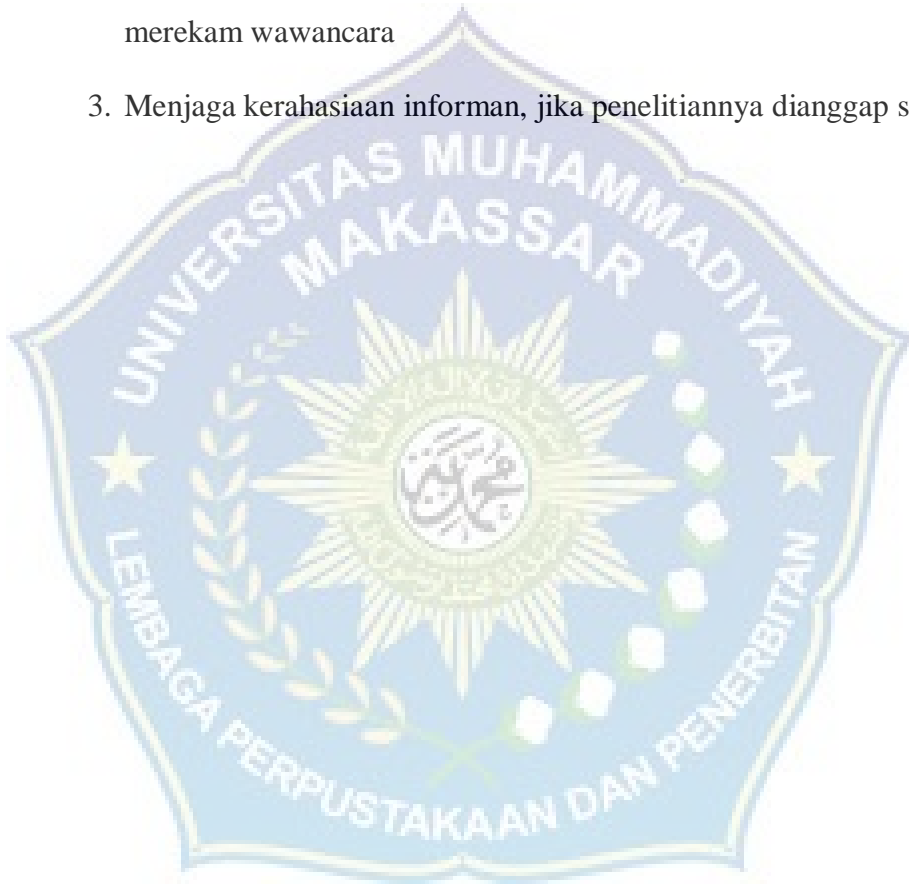 merekam wawancara
3. Menjaga kerahasiaan informan, jika penelitiannya dianggap s
UNIVERSITAS MUHAMMADIYAH
MAKASSAR
LEMBAGA PERPUSTAKAAN DAN PENERBITAN